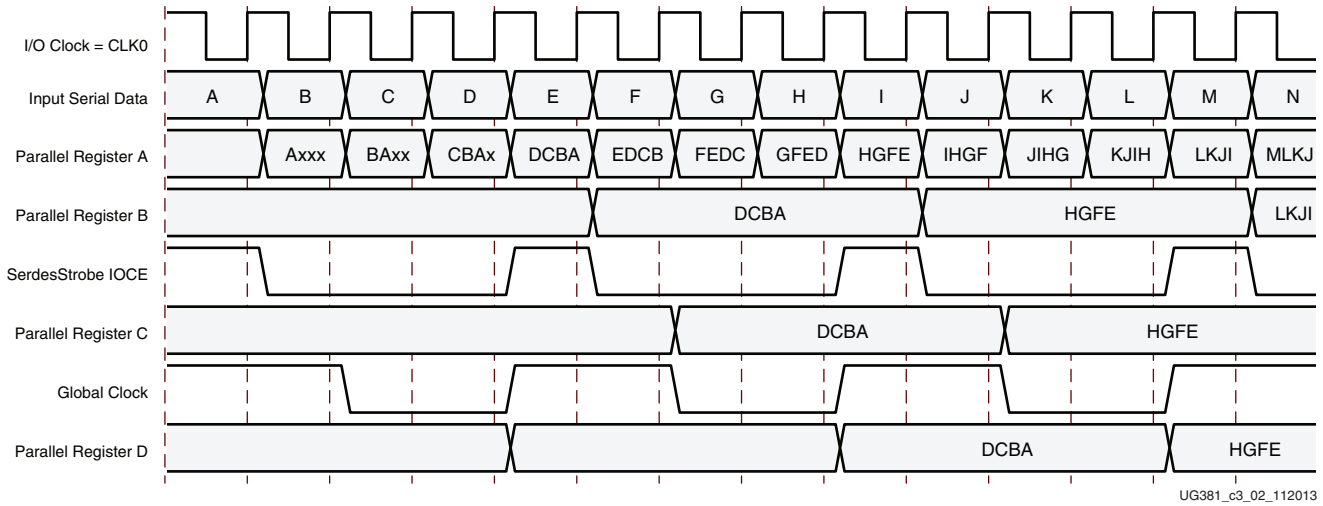 I/O Clock = CLK0
Input Serial Data A B C D E F G H I J K L M N
Parallel Register A Axxx BAxx CBAx DCBA EDCB FEDC GFED HGFE IHGF JIHG KJIH LKJI MLKJ
Parallel Register B DCBA HGFE LKJI
SerdesStrobe IOCE
Parallel Register C DCBA HGFE
Global Clock
Parallel Register D DCBA HGFE
UG381_c3_02_112013